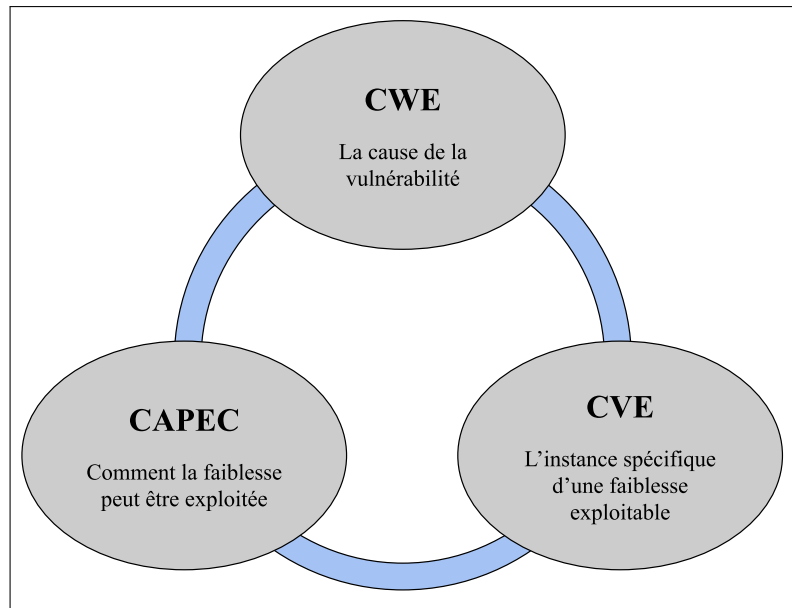 CWE
La cause de la
vulnérabilité
CAPEC
Comment la faiblesse
peut être exploitée
CVE
L’instance spécifique
d’une faiblesse
exploitable